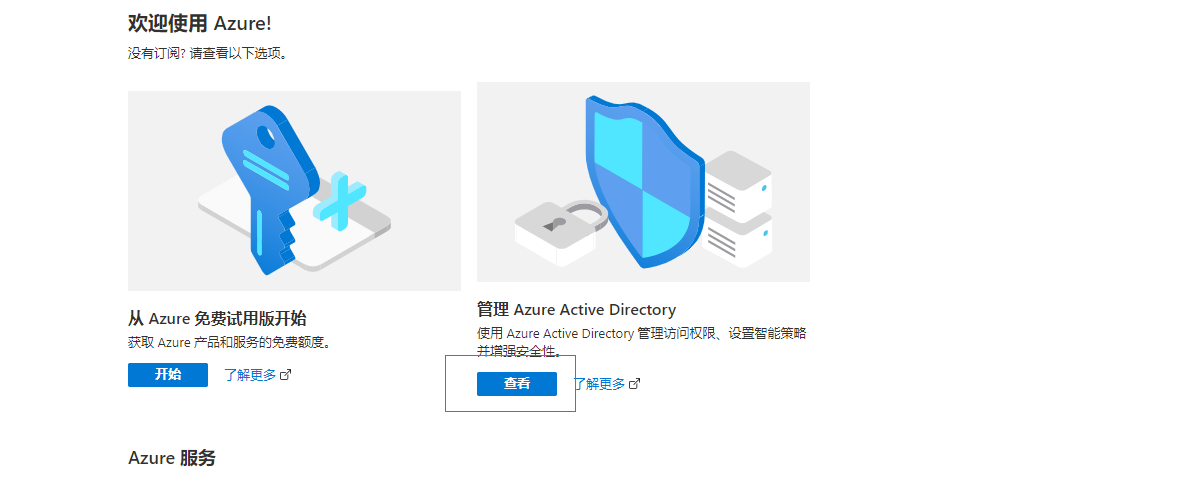 欢迎使用 Azure!
没有订阅? 请查看以下选项。
从 Azure 免费试用版开始
获取 Azure 产品和服务的免费额度。
开始
了解更多
管理 Azure Active Directory
使用 Azure Active Directory 管理访问权限、设置智能策略
并增强安全性。
查看
了解更多
Azure 服务